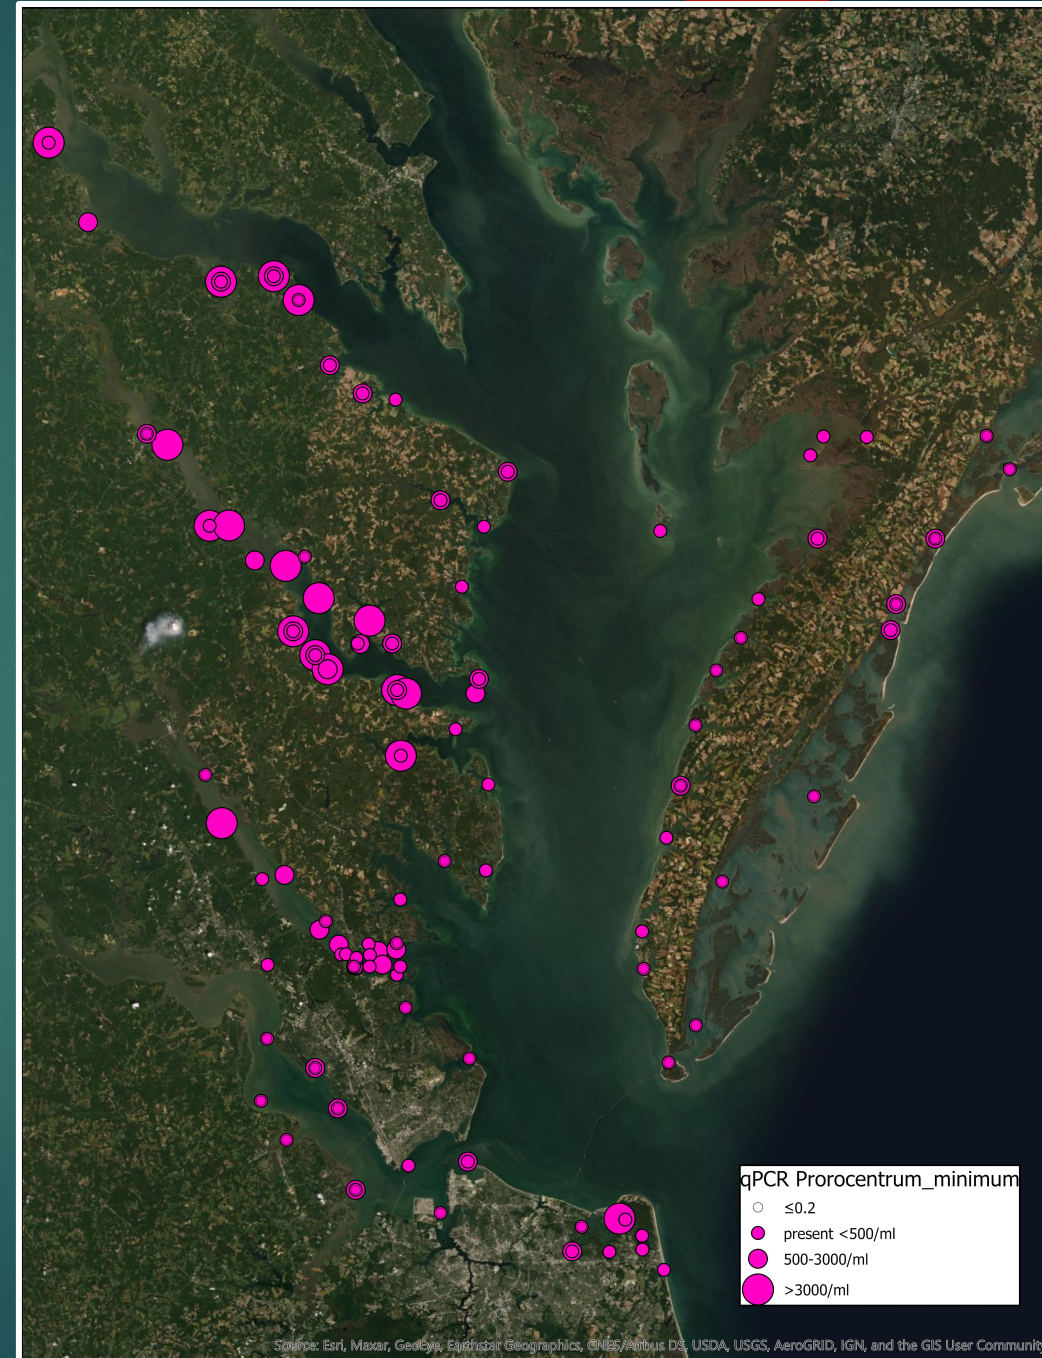 qPCR Prorocentrum_minimum
≤0.2
present <500/ml
500-3000/ml
>3000/ml
Source: Esri, Maxar, GeoEye, Earthstar Geographics, CNES/Airbus DS, USDA, USGS, AeroGRID, IGN, and the GIS User Community